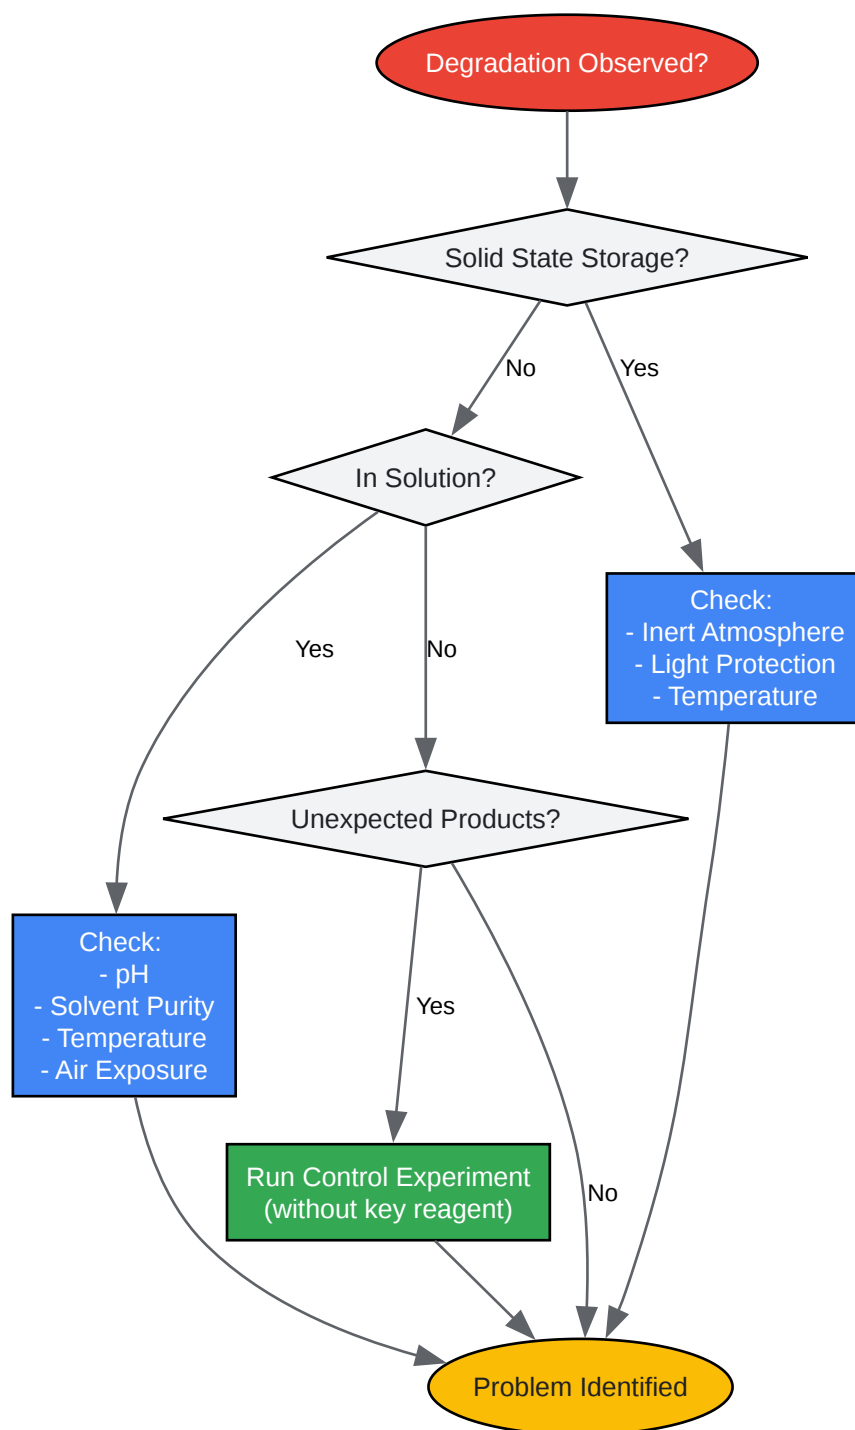 Degradation Observed?
Solid State Storage?
No
Yes
In Solution?
Check:
- Inert Atmosphere
- Light Protection
- Temperature
Yes
No
Unexpected Products?
Check:
- pH
- Solvent Purity
- Temperature
- Air Exposure
Yes
Run Control Experiment
(without key reagent)
No
Problem Identified